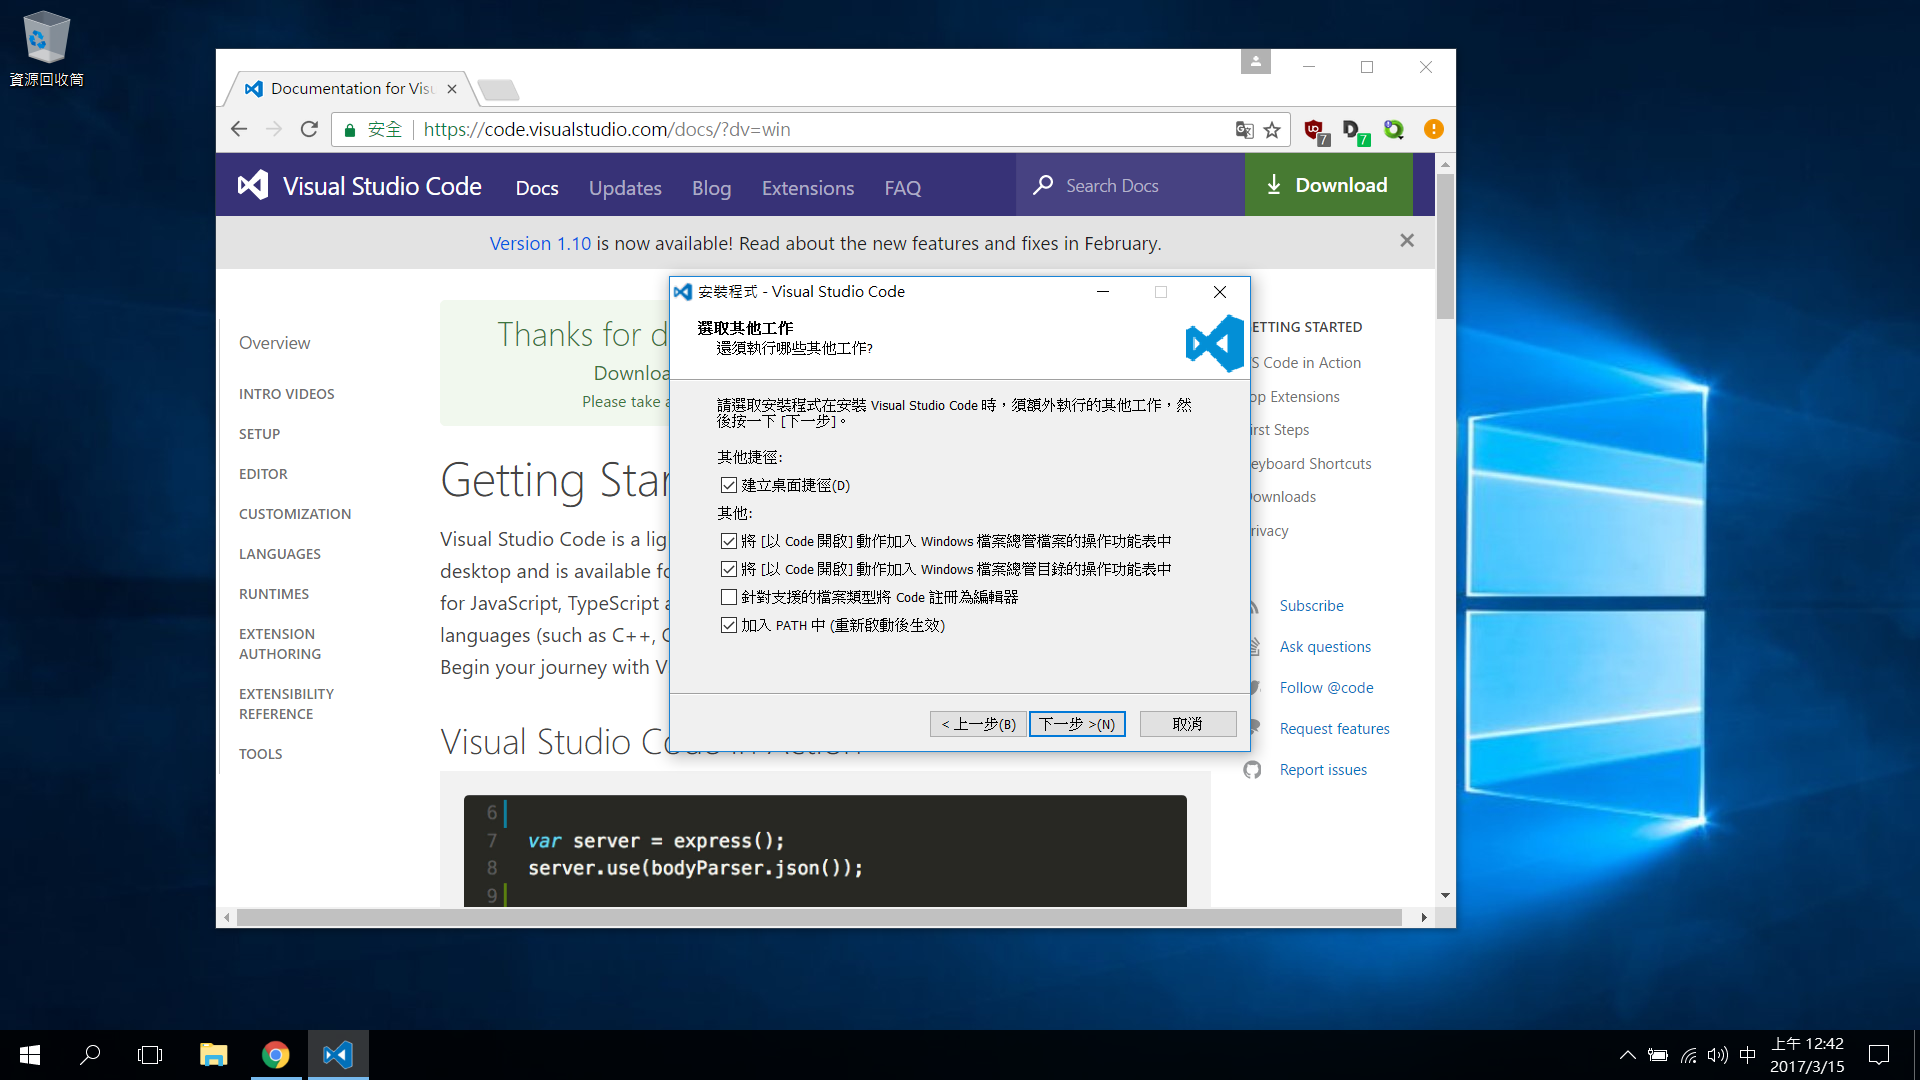 資源回收筒
Documentation for Visu
安全
https://code.visualstudio.com/docs/?dv=win
7
7
Visual Studio Code
Docs
Updates
Blog
Extensions
FAQ
Search Docs
Download
Version 1.10 is now available! Read about the new features and fixes in February.
Overview
INTRO VIDEOS
SETUP
EDITOR
CUSTOMIZATION
LANGUAGES
RUNTIMES
EXTENSION
AUTHORING
EXTENSIBILITY
REFERENCE
TOOLS
Thanks for d
Downloa
Please take a
Getting Star
Visual Studio Code is a lig
desktop and is available fo
for JavaScript, TypeScript a
languages (such as C++, C
Begin your journey with V
Visual Studio Code in Action
6
7 var server = express();
8 server.use(bodyParser.json());
9
安裝程式 - Visual Studio Code
選取其他工作
還須執行哪些其他工作?
請選取安裝程式在安裝 Visual Studio Code 時，須額外執行的其他工作，然
後按一下 [下一步]。
其他捷徑:
建立桌面捷徑(D)
其他:
將 [以 Code 開啟] 動作加入 Windows 檔案總管檔案的操作功能表中
將 [以 Code 開啟] 動作加入 Windows 檔案總管目錄的操作功能表中
針對支援的檔案類型將 Code 註冊為編輯器
加入 PATH 中 (重新啟動後生效)
< 上一步(B)
下一步 >(N)
取消
ETTING STARTED
S Code in Action
op Extensions
irst Steps
eyboard Shortcuts
ownloads
rivacy
Subscribe
Ask questions
Follow @code
Request features
Report issues
中
上午 12:42
2017/3/15